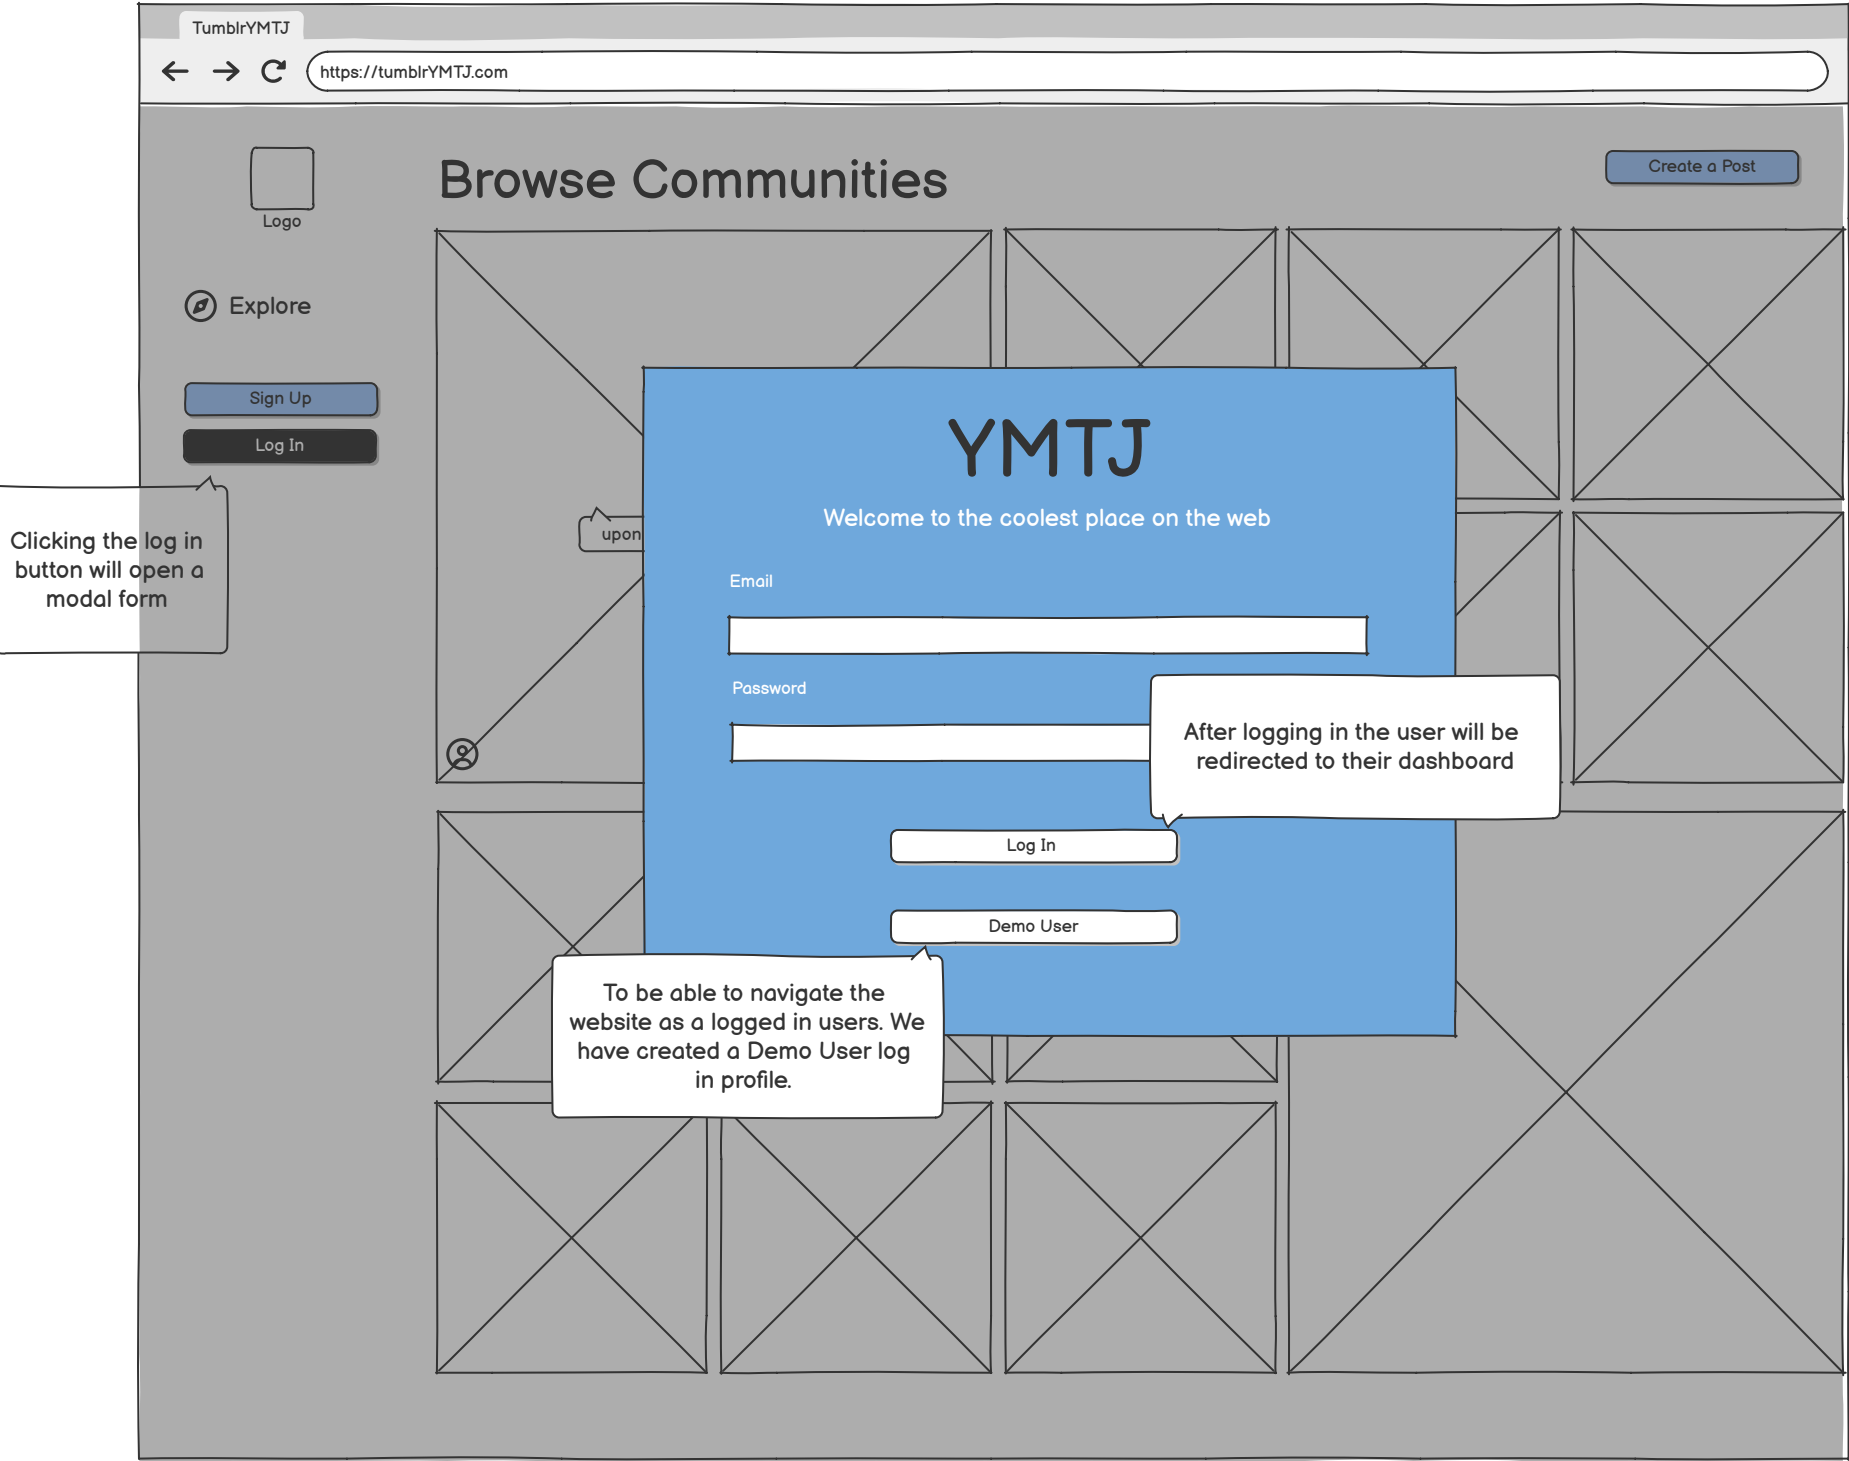 TumblrYMTJ
https://tumblrYMTJ.com
Browse Communities
Create a Post
Logo
Explore
Sign Up
Log In
Clicking the log in
button will open a
modal form
upon
YMTJ
Welcome to the coolest place on the web
Email
Password
After logging in the user will be
redirected to their dashboard
Log In
Demo User
To be able to navigate the
website as a logged in users. We
have created a Demo User log
in profile.